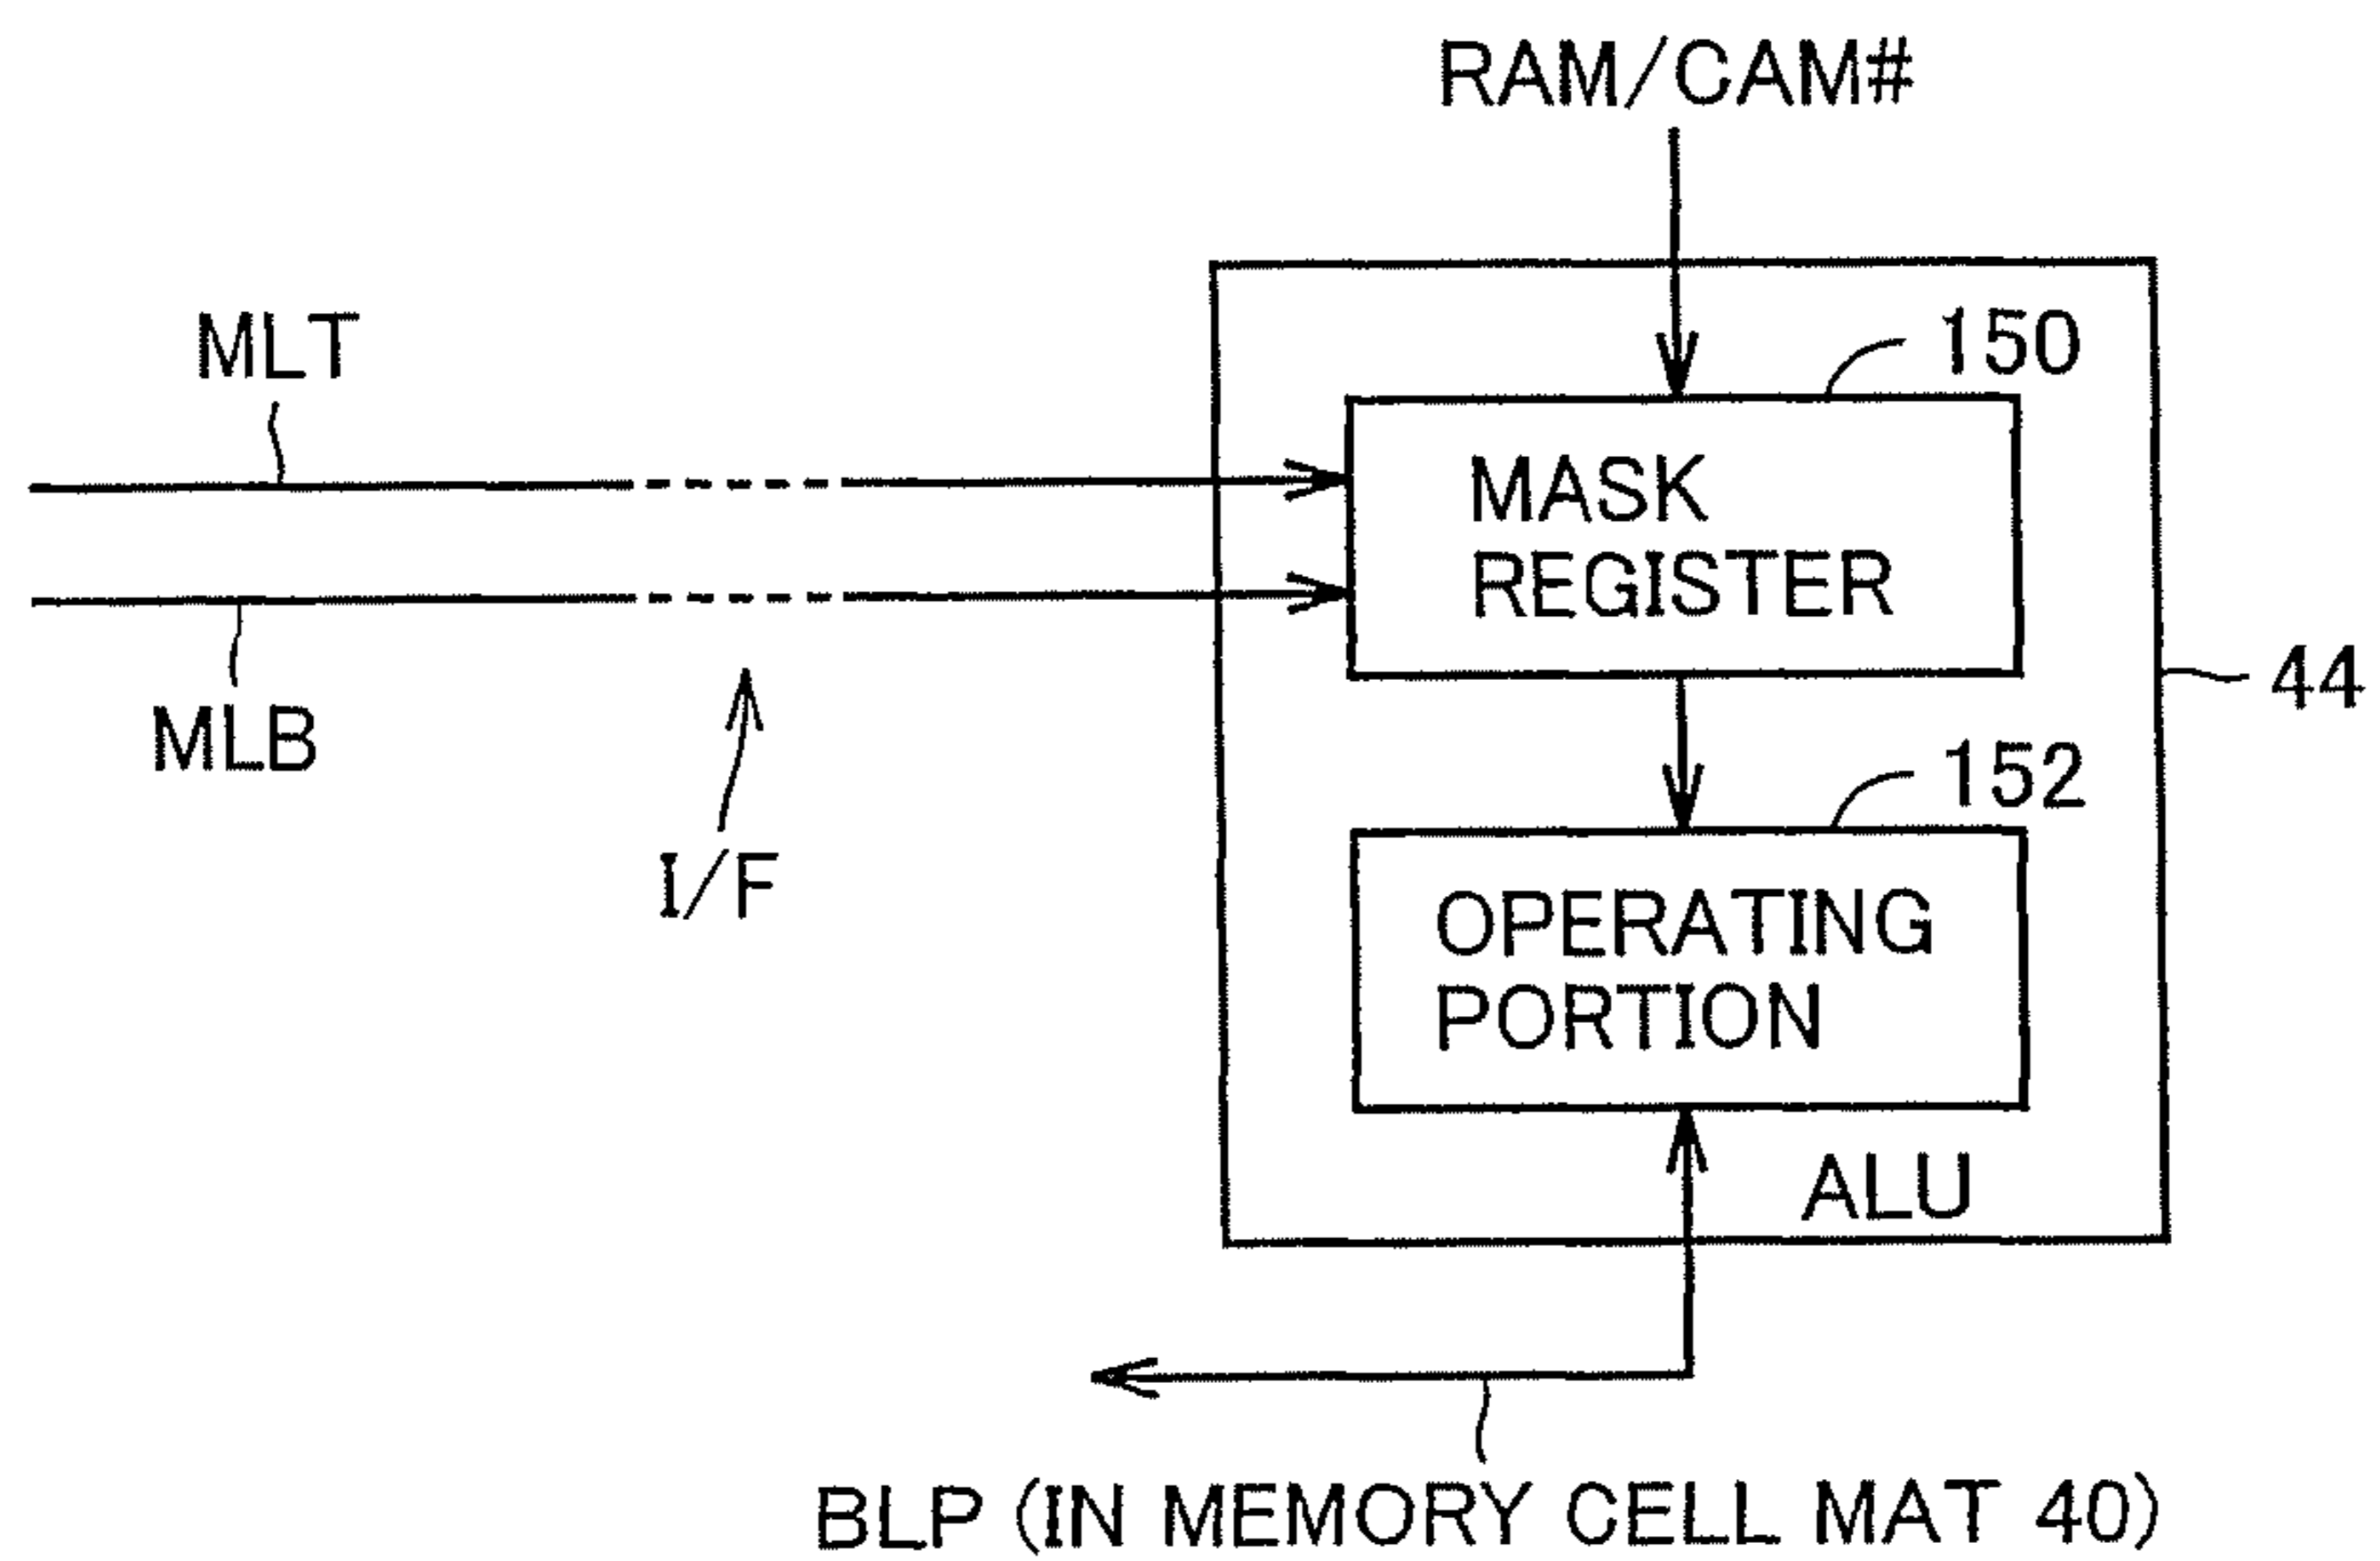 RAM/CAM#
MLT
150
MASK
REGISTER
44
MLB
152
I/F
OPERATING
PORTION
ALU
BLP (IN MEMORY CELL MAT 40)